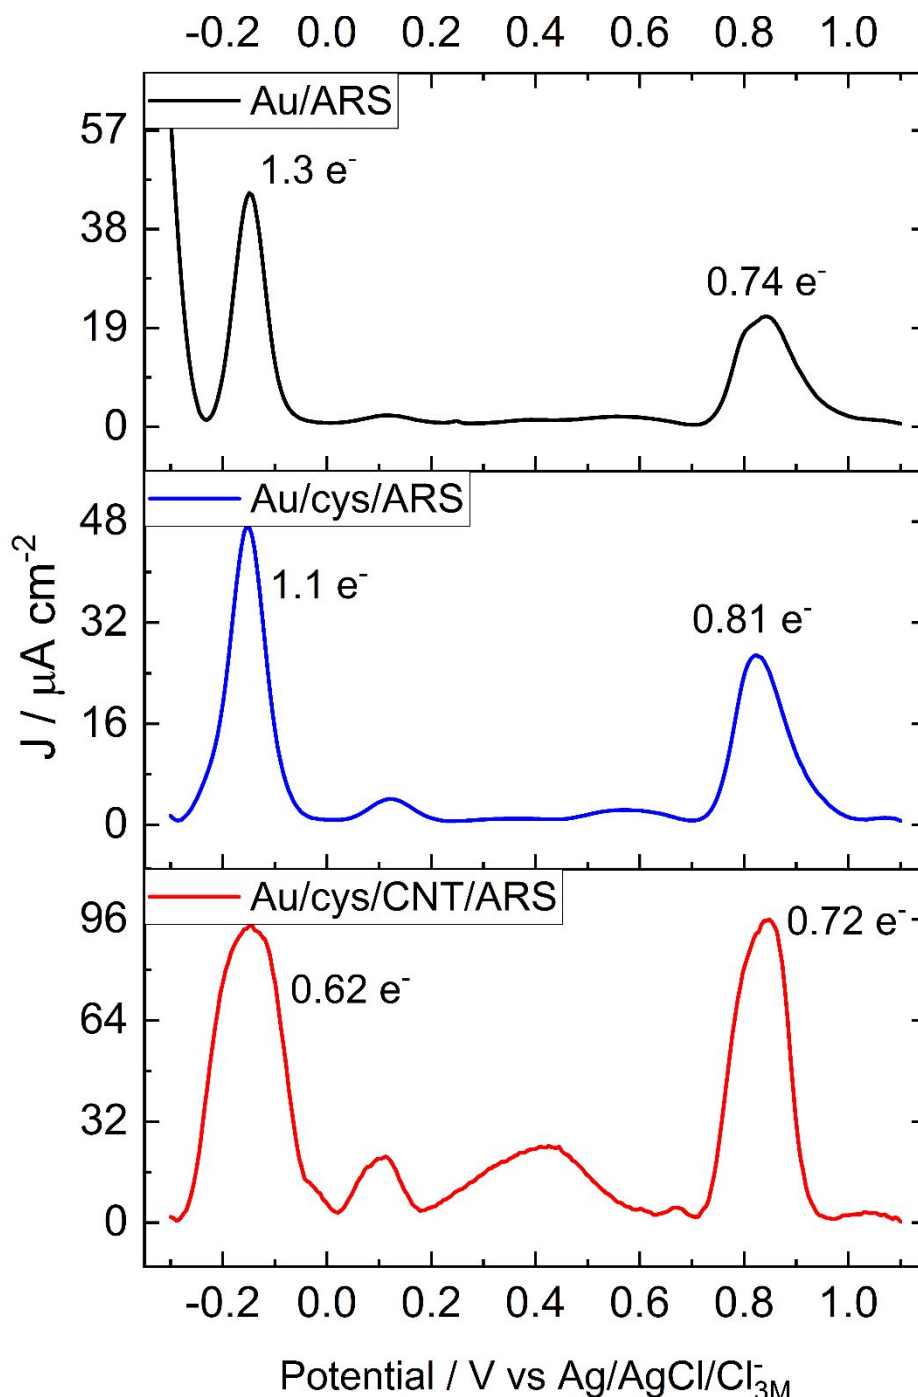 -0.2 0.0 0.2 0.4 0.6 0.8 1.0
Au/ARS
57
38
19
0
1.3 e⁻
0.74 e⁻
Au/cys/ARS
48
32
16
0
1.1 e⁻
0.81 e⁻
J / μA cm⁻²
Au/cys/CNT/ARS
96
64
32
0
0.62 e⁻
0.72 e⁻
-0.2 0.0 0.2 0.4 0.6 0.8 1.0
Potential / V vs Ag/AgCl/Cl⁻₃M